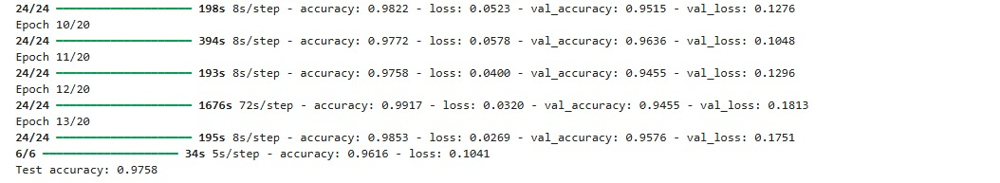 24/24 ━━━━━━━━━━━━━━━━━━━━ 198s 8s/step - accuracy: 0.9822 - loss: 0.0523 - val_accuracy: 0.9515 - val_loss: 0.1276
Epoch 10/20
24/24 ━━━━━━━━━━━━━━━━━━━━ 394s 8s/step - accuracy: 0.9772 - loss: 0.0578 - val_accuracy: 0.9636 - val_loss: 0.1048
Epoch 11/20
24/24 ━━━━━━━━━━━━━━━━━━━━ 193s 8s/step - accuracy: 0.9758 - loss: 0.0400 - val_accuracy: 0.9455 - val_loss: 0.1296
Epoch 12/20
24/24 ━━━━━━━━━━━━━━━━━━━━ 1676s 72s/step - accuracy: 0.9917 - loss: 0.0320 - val_accuracy: 0.9455 - val_loss: 0.1813
Epoch 13/20
24/24 ━━━━━━━━━━━━━━━━━━━━ 195s 8s/step - accuracy: 0.9853 - loss: 0.0269 - val_accuracy: 0.9576 - val_loss: 0.1751
6/6 ━━━━━━━━━━━━━━━━━━━━ 34s 5s/step - accuracy: 0.9616 - loss: 0.1041
Test accuracy: 0.9758